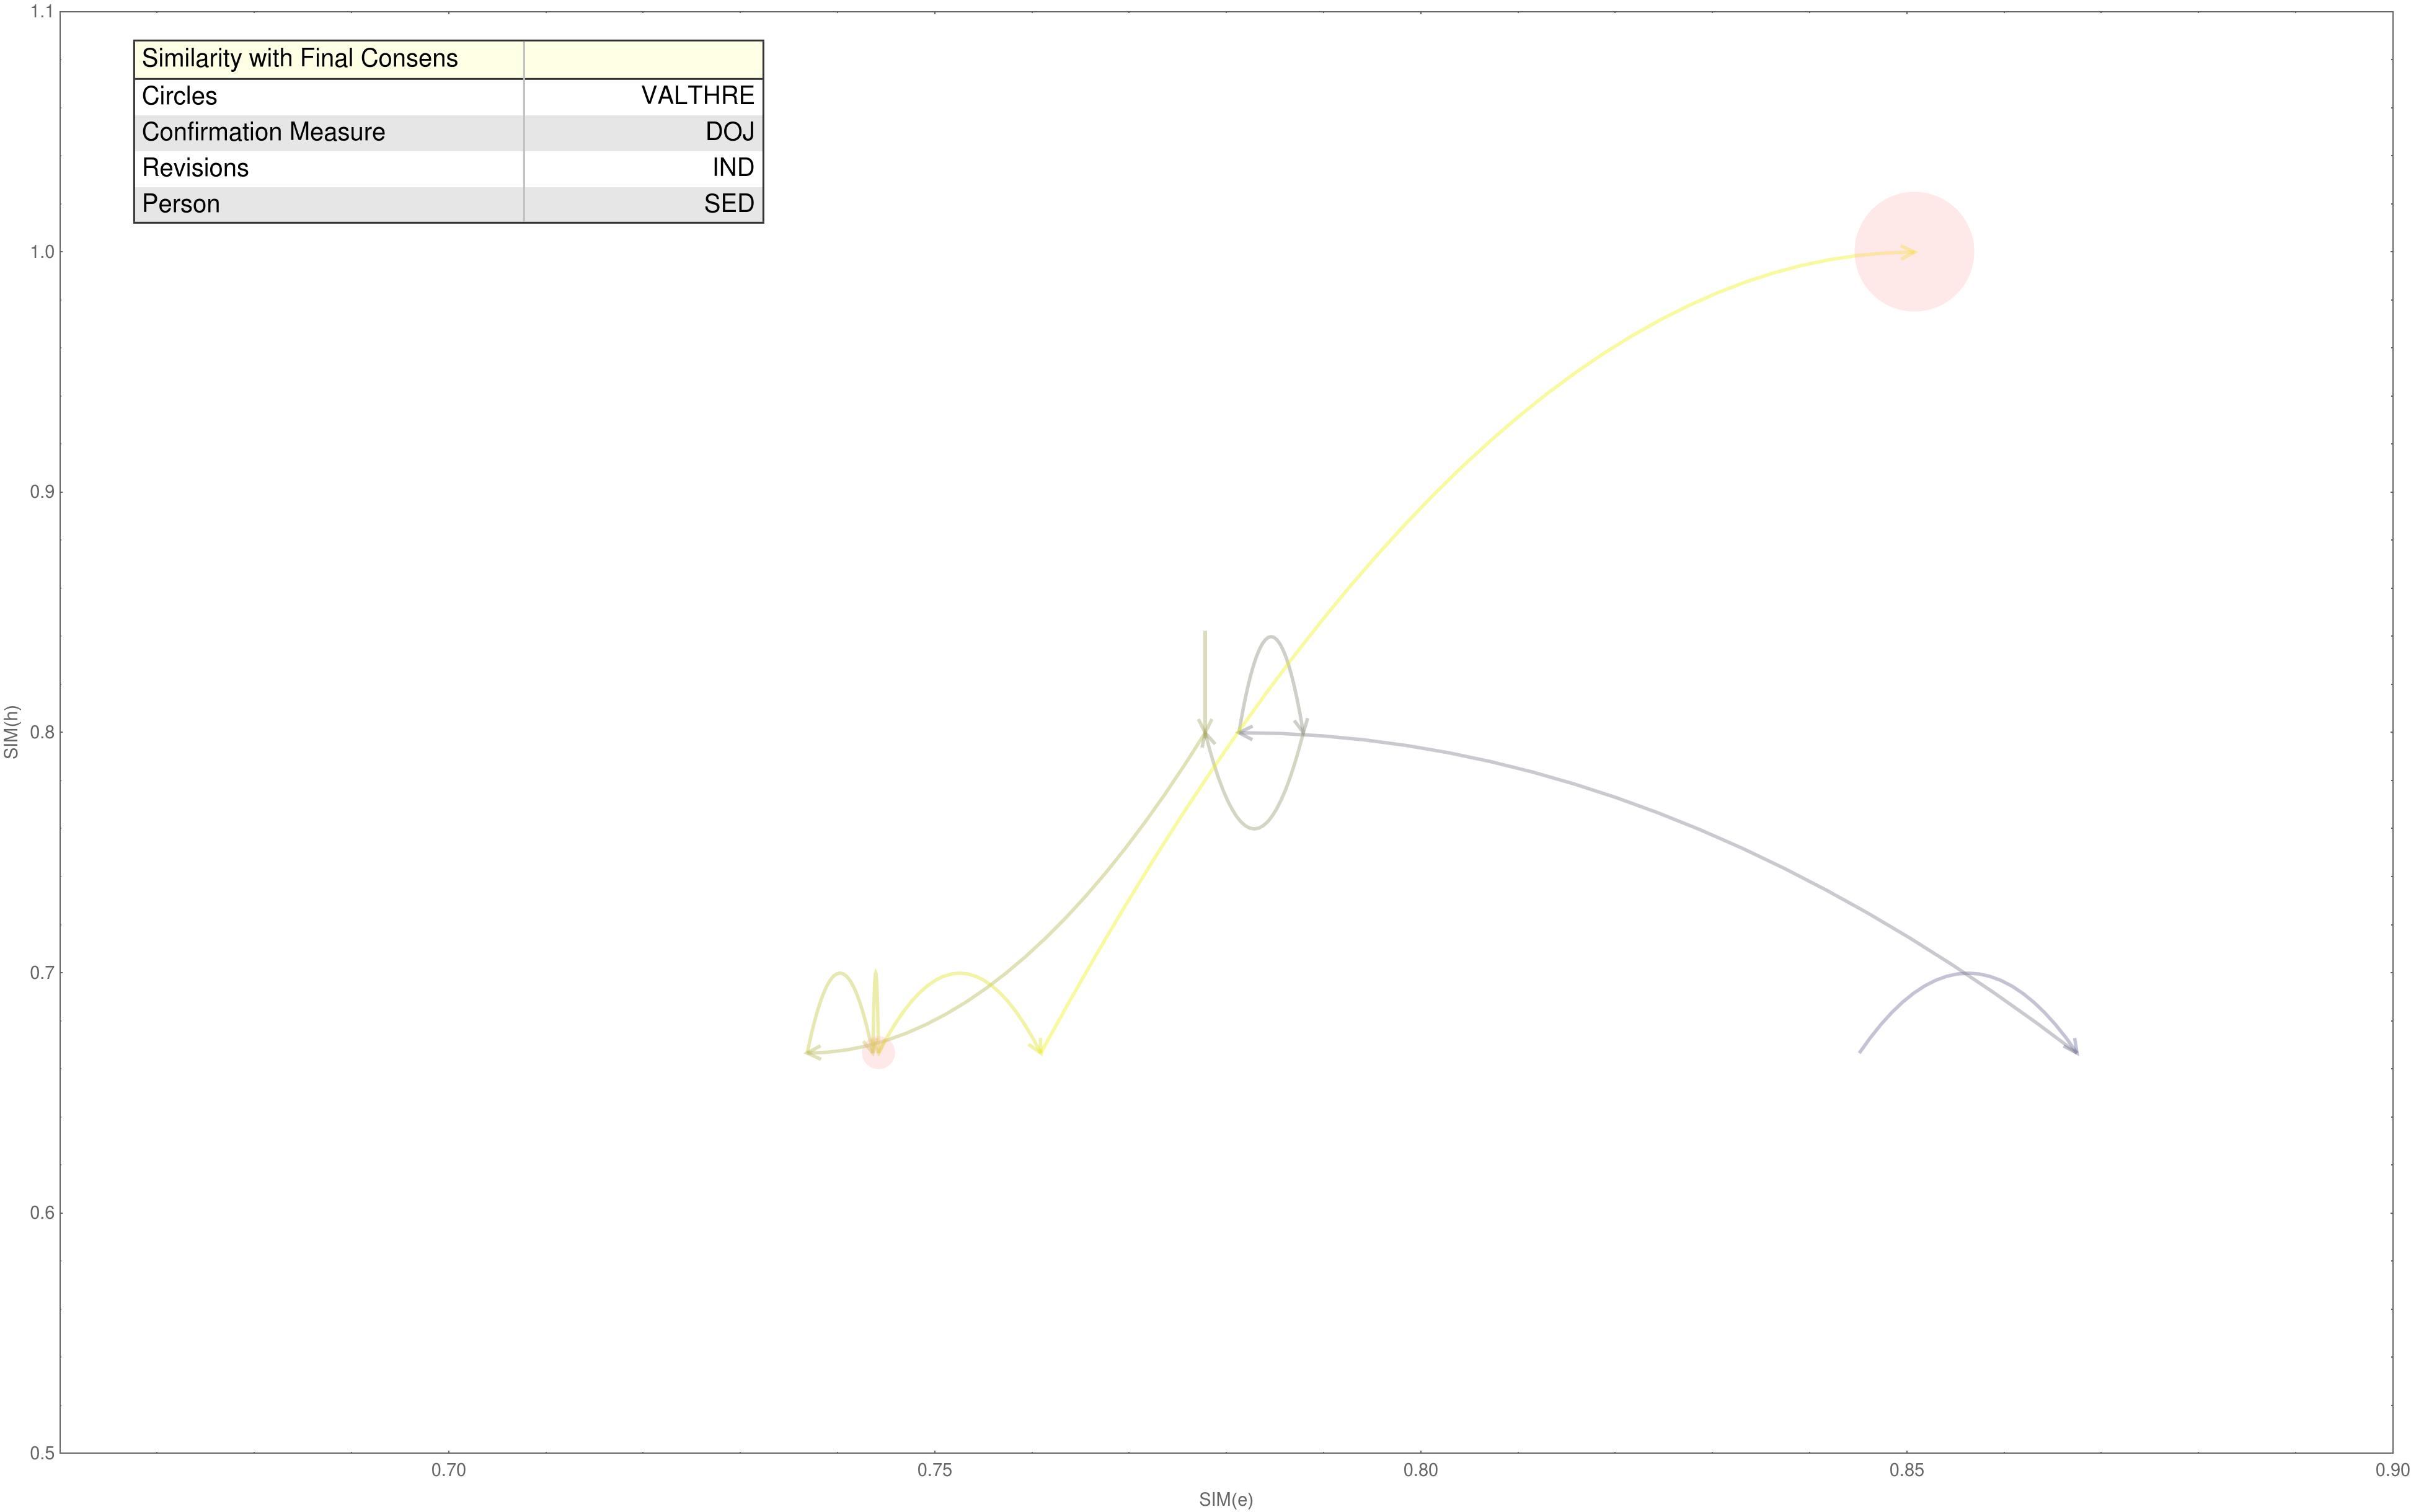 1.1
Similarity with Final Consens
Circles VALTHRE
Confirmation Measure DOJ
Revisions IND
Person SED
1.0
0.9
0.8
SIM(h)
0.7
0.6
0.5
0.70 0.75 0.80 0.85 0.90
SIM(e)